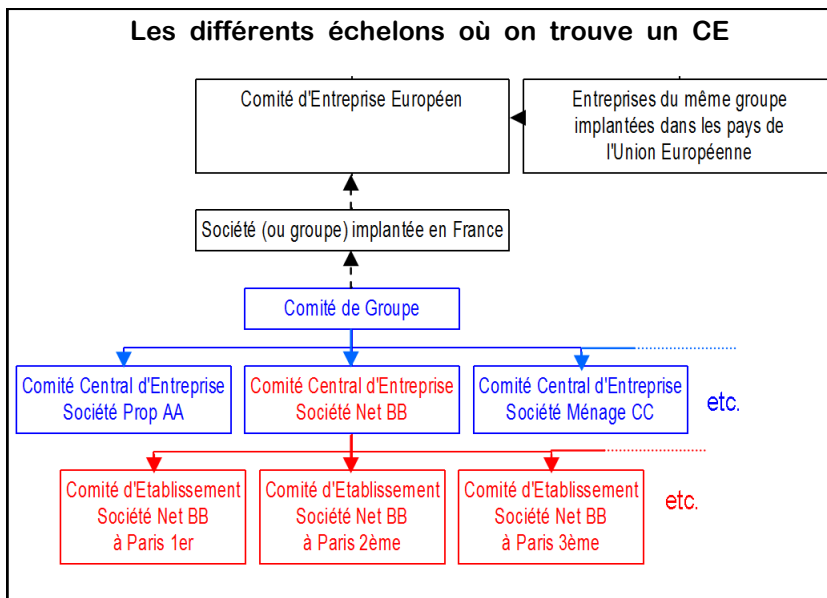 Les différents échelons où on trouve un CE
Comité d'Entreprise Européen
Entreprises du même groupe
implantées dans les pays de
l'Union Européenne
Société (ou groupe) implantée en France
Comité de Groupe
Comité Central d'Entreprise
Société Prop AA
Comité Central d'Entreprise
Société Net BB
Comité Central d'Entreprise
Société Ménage CC
etc.
Comité d'Etablissement
Société Net BB
à Paris 1er
Comité d'Etablissement
Société Net BB
à Paris 2ème
Comité d'Etablissement
Société Net BB
à Paris 3ème
etc.